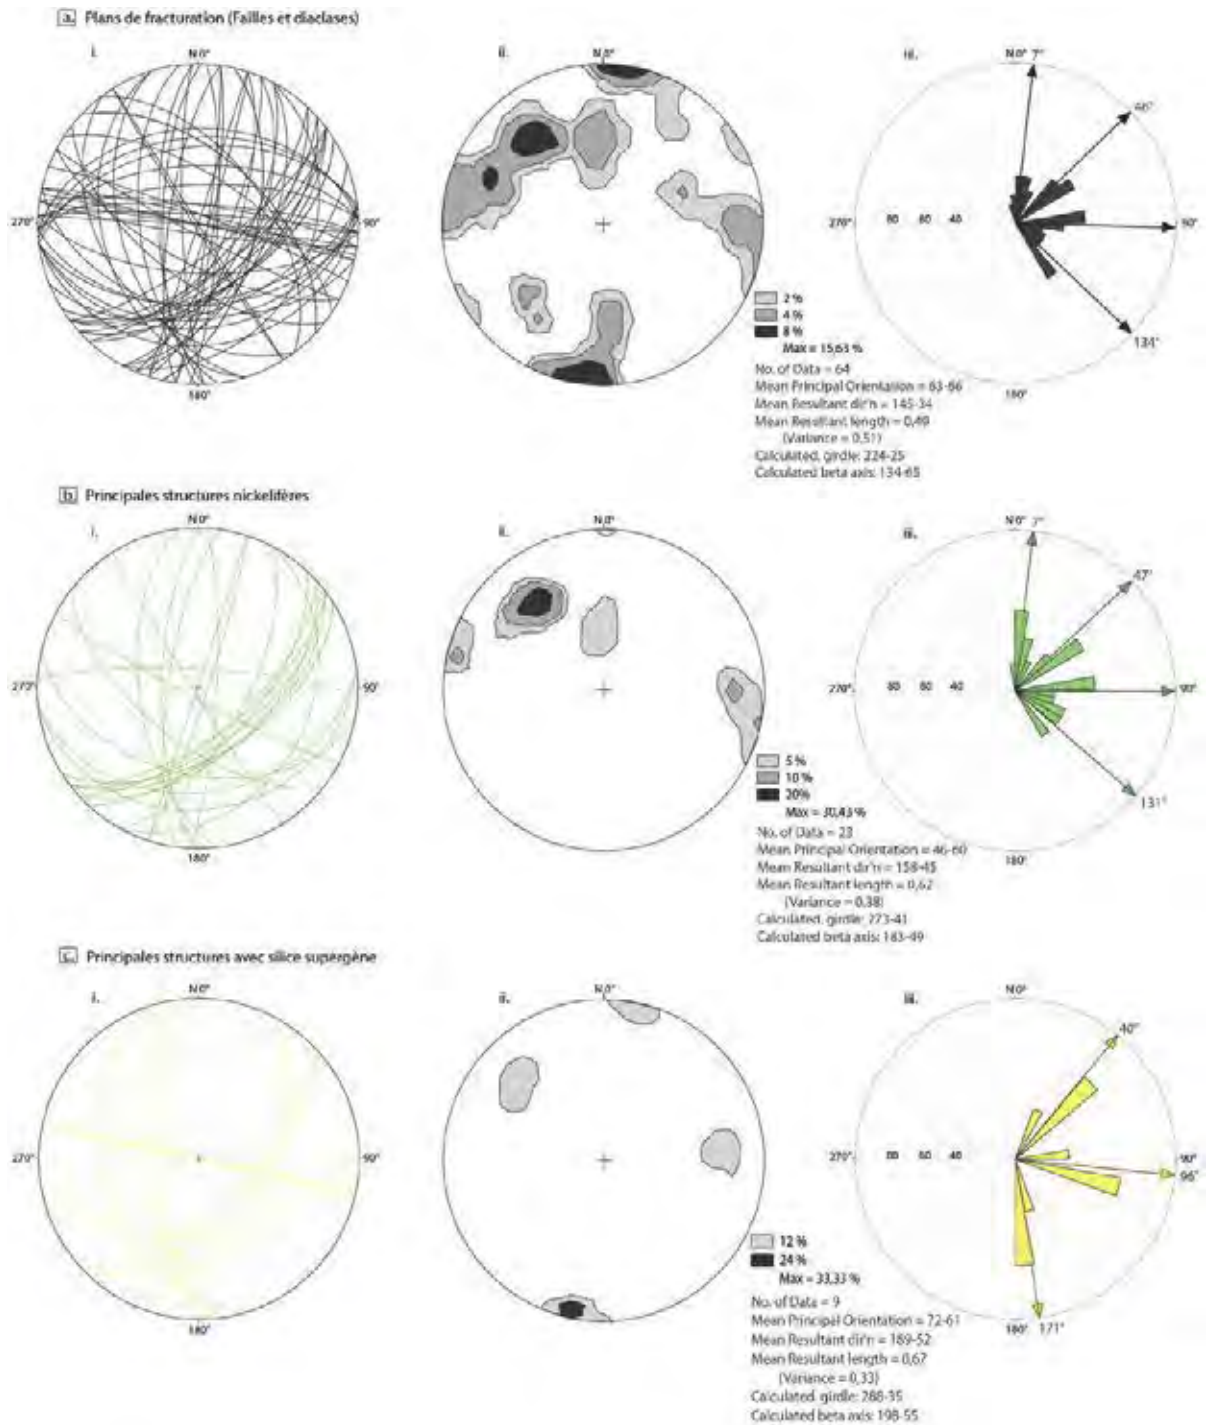 a. Plans de fracturation (Failles et diaclases)
i.
N 0°
270°
90°
180°
ii.
N 0°
2 %
4 %
8 %
Max = 15,63 %
No. of Data = 64
Mean Principal Orientation = 63-66
Mean Resultant dir'n = 145-34
Mean Resultant length = 0,49
(Variance = 0,51)
Calculated. girdle: 224-25
Calculated beta axis: 134-65
iii.
N 0° 7°
46°
270° 80 60 40 90°
134°
180°
b. Principales structures nickelifères
i.
N 0°
270°
90°
180°
ii.
N 0°
5 %
10 %
20%
Max = 30,43 %
No. of Data = 23
Mean Principal Orientation = 46-60
Mean Resultant dir'n = 158-45
Mean Resultant length = 0,62
(Variance = 0,38)
Calculated. girdle: 273-41
Calculated beta axis: 183-49
iii.
N 0° 7°
47°
270° 80 60 40 90°
131°
180°
c. Principales structures avec silice supergène
i.
N 0°
270°
90°
180°
ii.
N 0°
12 %
24 %
Max = 33,33 %
No. of Data = 9
Mean Principal Orientation = 72-61
Mean Resultant dir'n = 189-52
Mean Resultant length = 0,67
(Variance = 0,33)
Calculated girdle: 288-35
Calculated beta axis: 198-55
iii.
N 0°
40°
270° 80 60 40 90°
96°
180° 171°